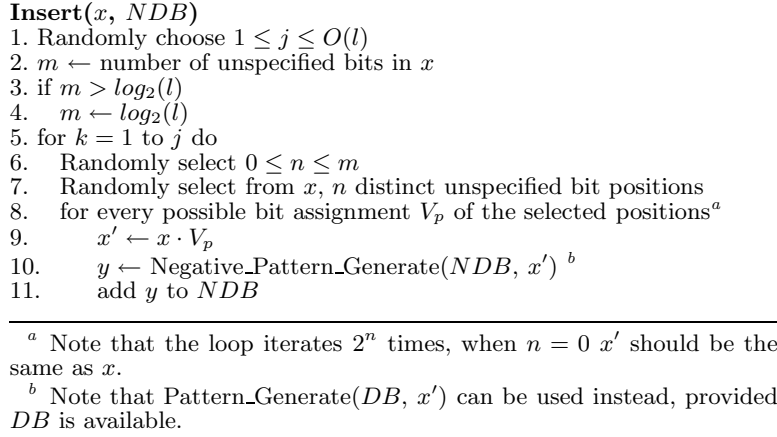 Insert(x, NDB)
1. Randomly choose 1 ≤ j ≤ O(l)
2. m ← number of unspecified bits in x
3. if m > log₂(l)
4. m ← log₂(l)
5. for k = 1 to j do
6. Randomly select 0 ≤ n ≤ m
7. Randomly select from x, n distinct unspecified bit positions
8. for every possible bit assignment Vₚ of the selected positionsᵃ
9. x′ ← x · Vₚ
10. y ← Negative_Pattern_Generate(NDB, x′) ᵇ
11. add y to NDB
ᵃ Note that the loop iterates 2ⁿ times, when n = 0 x′ should be the
same as x.
ᵇ Note that Pattern_Generate(DB, x′) can be used instead, provided
DB is available.